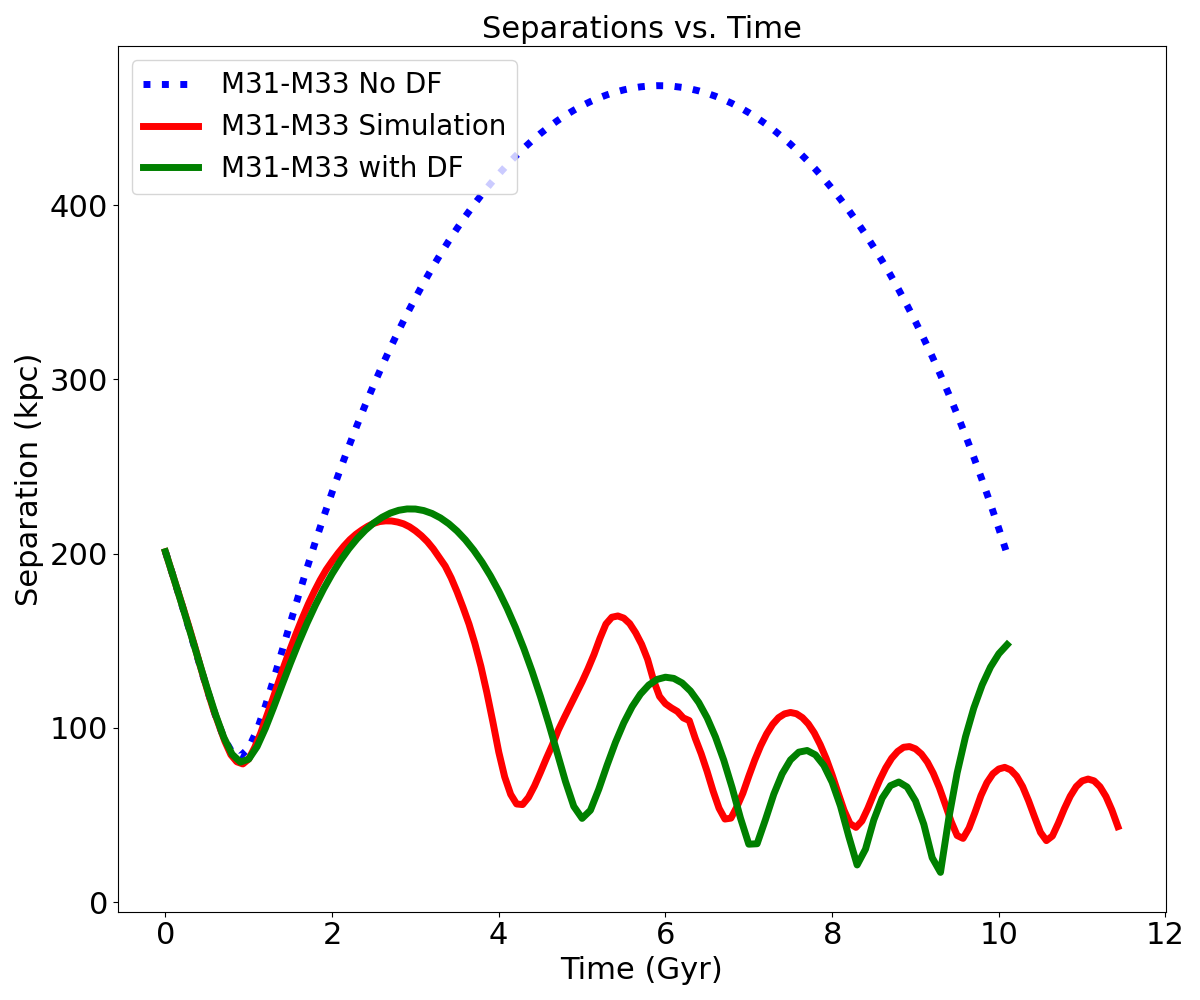 Separations vs. Time
M31-M33 No DF
M31-M33 Simulation
M31-M33 with DF
400
300
200
100
0
Separation (kpc)
0 2 4 6 8 10 12
Time (Gyr)